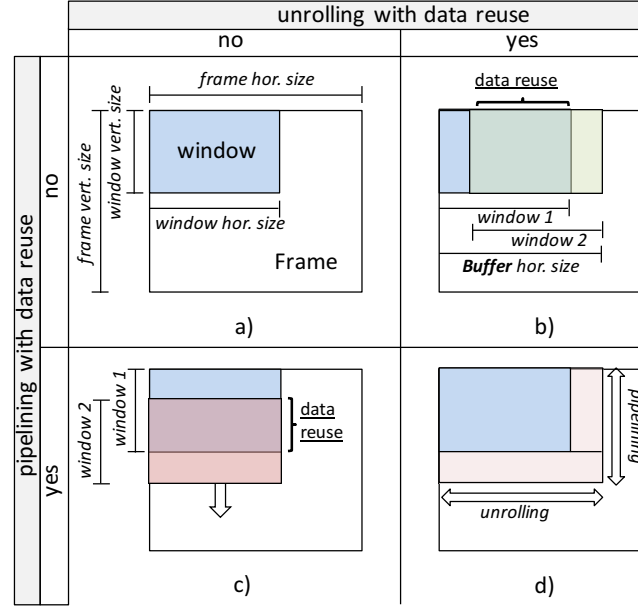 unrolling with data reuse
no
yes
pipelining with data reuse
no
yes
frame hor. size
frame vert. size
window vert. size
window
window hor. size
Frame
a)
data reuse
window 1
window 2
Buffer hor. size
b)
window 2
window 1
data
reuse
c)
pipelining
unrolling
d)